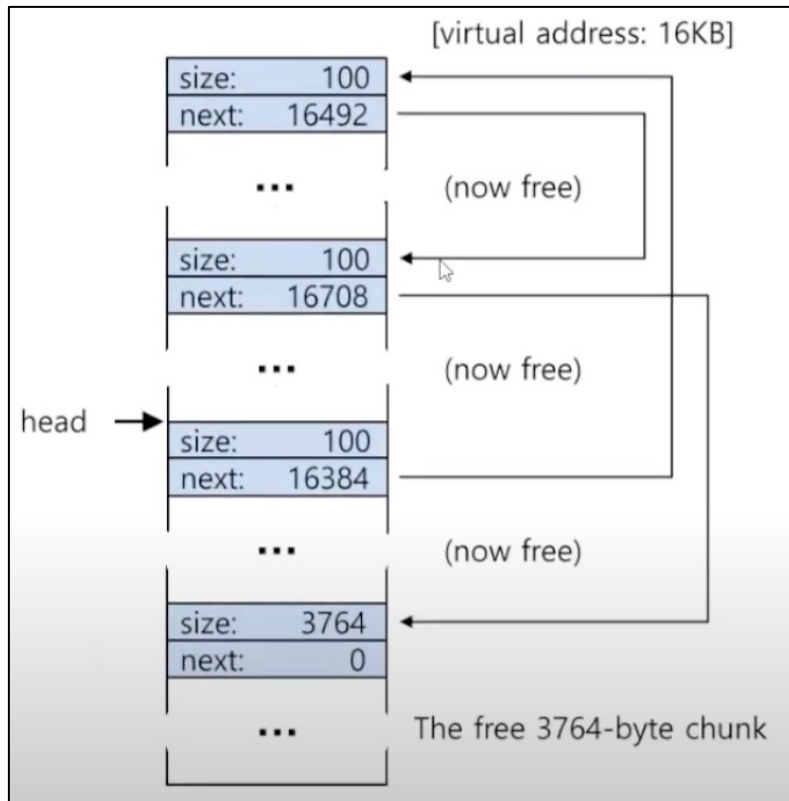 [virtual address: 16KB]
size: 100
next: 16492
...
(now free)
size: 100
next: 16708
...
(now free)
head
size: 100
next: 16384
...
(now free)
size: 3764
next: 0
...
The free 3764-byte chunk